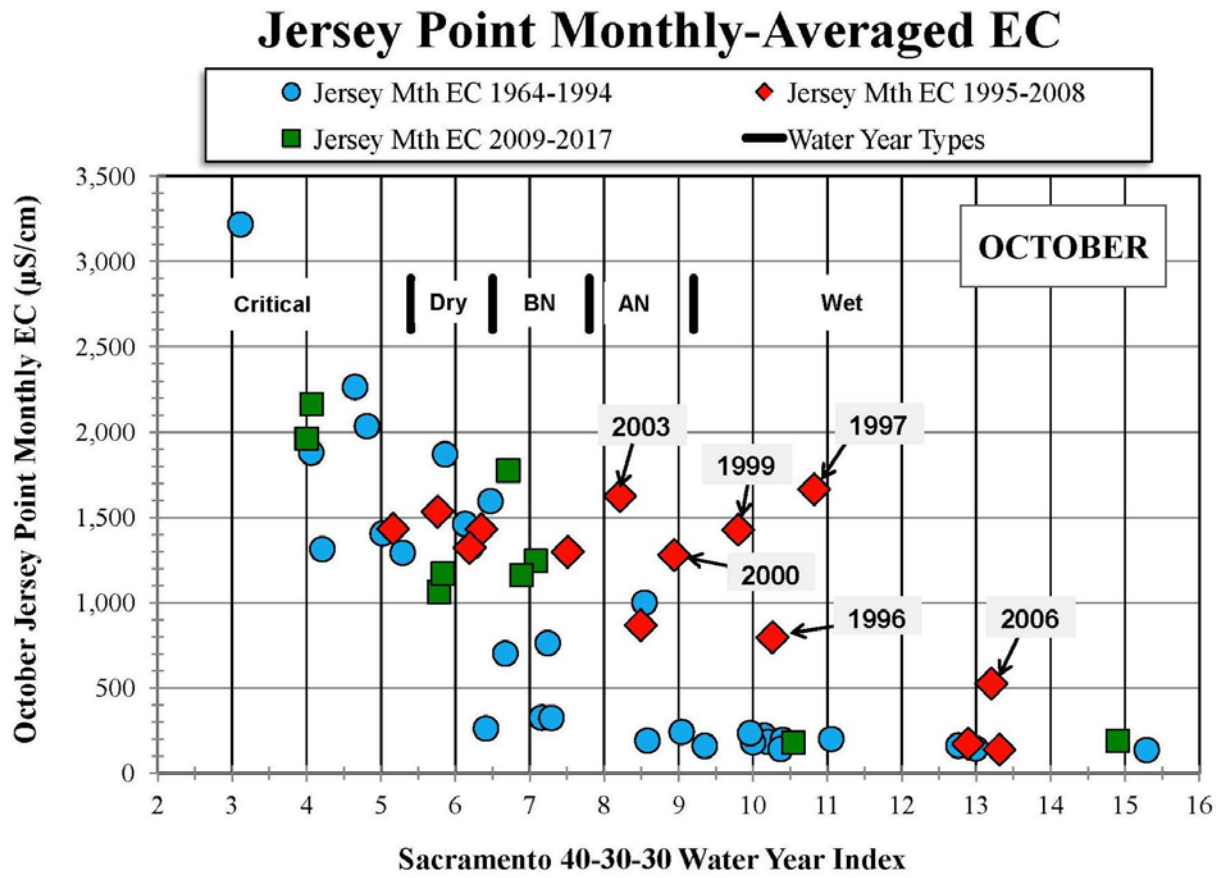 Jersey Point Monthly-Averaged EC
Jersey Mth EC 1964-1994
Jersey Mth EC 1995-2008
Jersey Mth EC 2009-2017
Water Year Types
October Jersey Point Monthly EC (µS/cm)
3,500
3,000
2,500
2,000
1,500
1,000
500
0
OCTOBER
Critical
Dry
BN
AN
Wet
2003
1997
1999
2000
1996
2006
2 3 4 5 6 7 8 9 10 11 12 13 14 15 16
Sacramento 40-30-30 Water Year Index